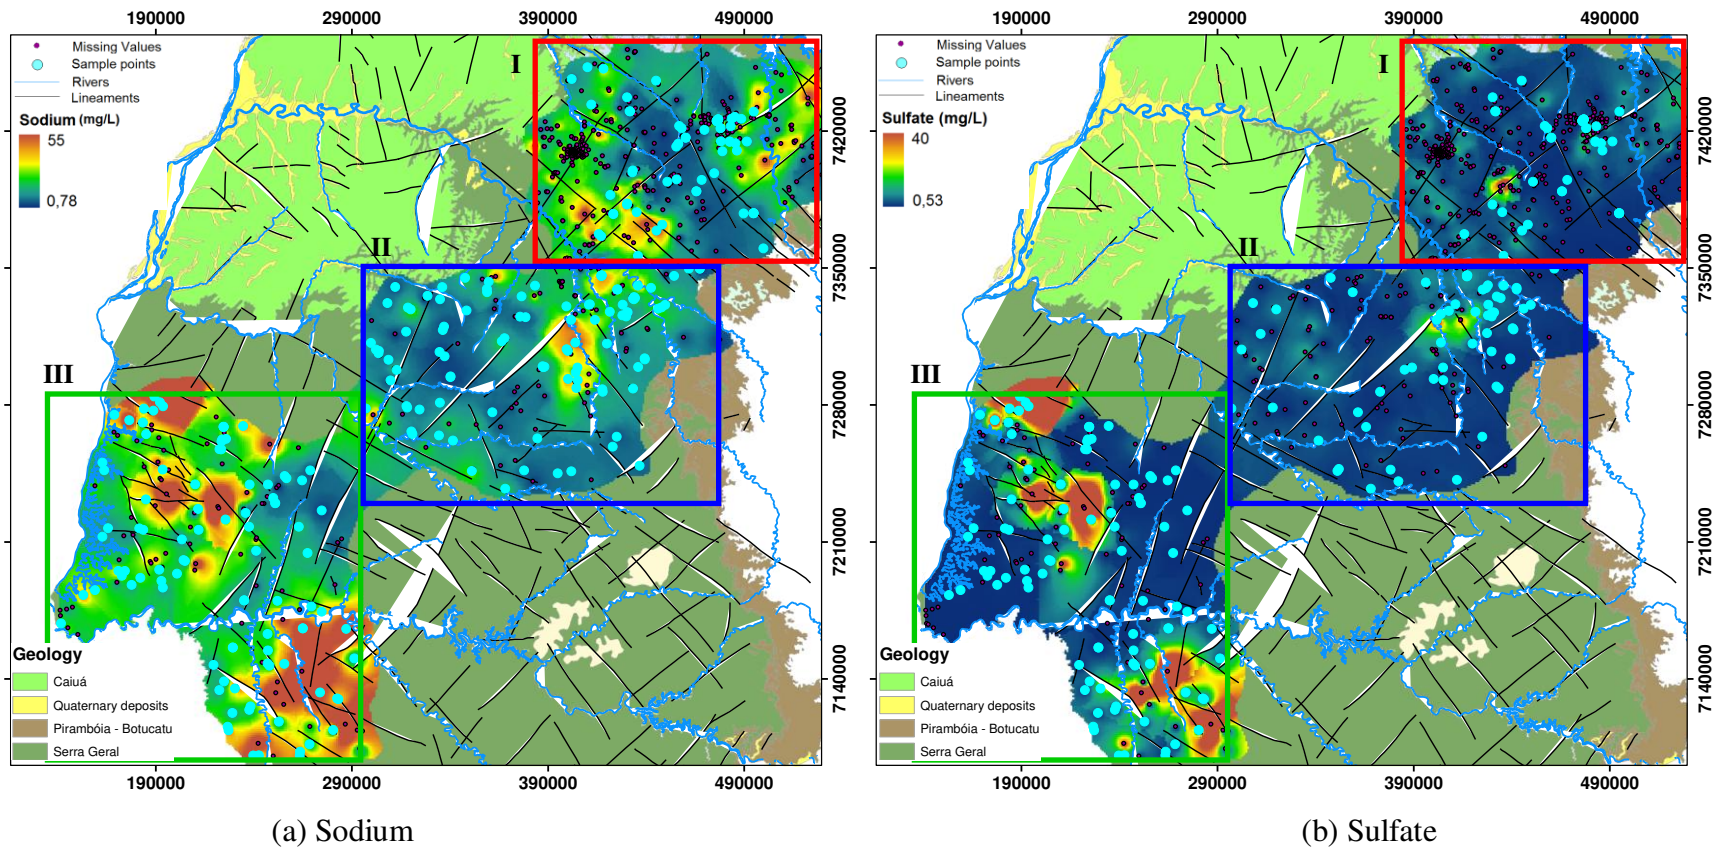 190000 290000 390000 490000
Missing Values
Sample points
Rivers
Lineaments
Sodium (mg/L)
55
0,78
I
II
III
7420000
7350000
7280000
7210000
7140000
Geology
Caiuá
Quaternary deposits
Pirambóia - Botucatu
Serra Geral
190000 290000 390000 490000
(a) Sodium
190000 290000 390000 490000
Missing Values
Sample points
Rivers
Lineaments
Sulfate (mg/L)
40
0,53
I
II
III
7420000
7350000
7280000
7210000
7140000
Geology
Caiuá
Quaternary deposits
Pirambóia - Botucatu
Serra Geral
190000 290000 390000 490000
(b) Sulfate